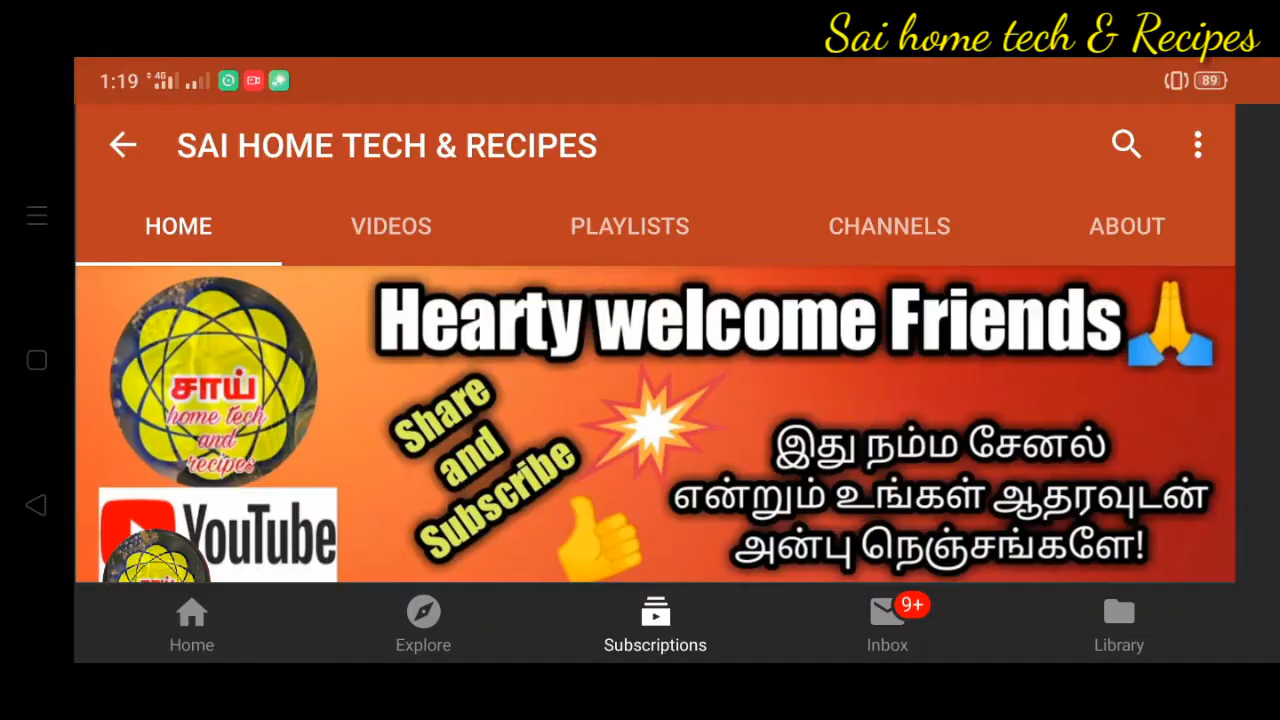 Sai home tech & Recipes
1:19 4G 89
SAI HOME TECH & RECIPES
HOME VIDEOS PLAYLISTS CHANNELS ABOUT
Hearty welcome Friends
சாய்
home tech
and
recipes
Share
and
Subscribe
இது நம்ம சேனல்
என்றும் உங்கள் ஆதரவுடன்
அன்பு நெஞ்சங்களே!
YouTube
Home Explore Subscriptions Inbox 9+ Library